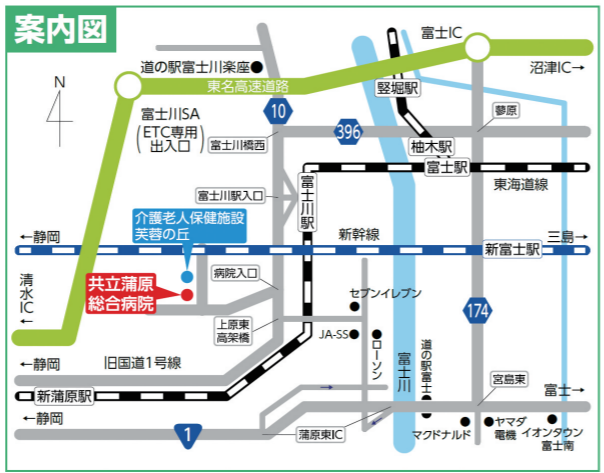 案内図
N
道の駅富士川楽座
東名高速道路
富士IC
沼津IC→
竪堀駅
富士川SA
(ETC専用
出入口)
10
396
富士川橋西
蓼原
柚木駅
富士駅
東海道線
富士川駅入口
富士川駅
介護老人保健施設
芙蓉の丘
←静岡
新幹線
新富士駅
三島→
清水IC
←
共立蒲原
総合病院
病院入口
セブンイレブン
174
上原東
高架橋
JA-SS
ローソン
富士川
道の駅富士
←静岡
旧国道1号線
宮島東
新蒲原駅
富士→
←静岡
1
蒲原東IC
マクドナルド
ヤマダ
電機
イオンタウン
富士南